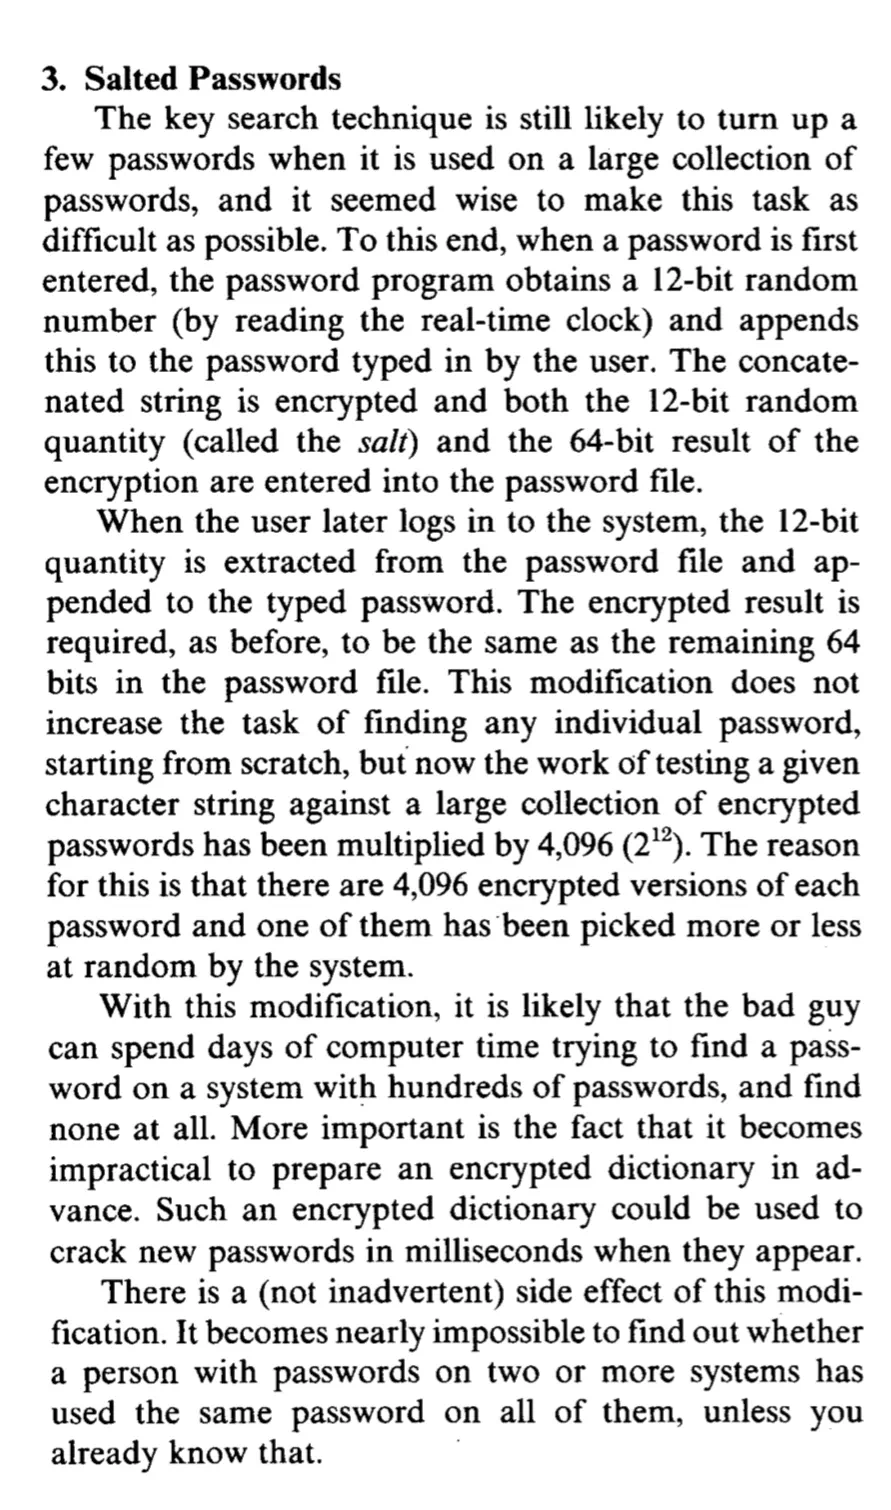 3. Salted Passwords
The key search technique is still likely to turn up a
few passwords when it is used on a large collection of
passwords, and it seemed wise to make this task as
difficult as possible. To this end, when a password is first
entered, the password program obtains a 12-bit random
number (by reading the real-time clock) and appends
this to the password typed in by the user. The concate-
nated string is encrypted and both the 12-bit random
quantity (called the salt) and the 64-bit result of the
encryption are entered into the password file.
When the user later logs in to the system, the 12-bit
quantity is extracted from the password file and ap-
pended to the typed password. The encrypted result is
required, as before, to be the same as the remaining 64
bits in the password file. This modification does not
increase the task of finding any individual password,
starting from scratch, but now the work of testing a given
character string against a large collection of encrypted
passwords has been multiplied by 4,096 (2¹²). The reason
for this is that there are 4,096 encrypted versions of each
password and one of them has been picked more or less
at random by the system.
With this modification, it is likely that the bad guy
can spend days of computer time trying to find a pass-
word on a system with hundreds of passwords, and find
none at all. More important is the fact that it becomes
impractical to prepare an encrypted dictionary in ad-
vance. Such an encrypted dictionary could be used to
crack new passwords in milliseconds when they appear.
There is a (not inadvertent) side effect of this modi-
fication. It becomes nearly impossible to find out whether
a person with passwords on two or more systems has
used the same password on all of them, unless you
already know that.